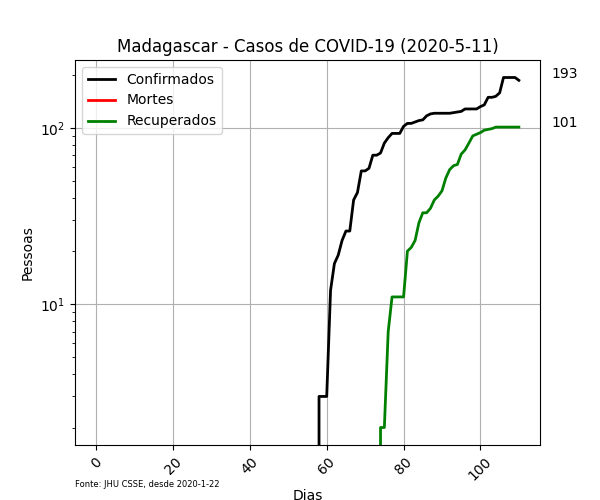 Madagascar - Casos de COVID-19 (2020-5-11)
Confirmados
Mortes
Recuperados
193
101
10²
10¹
Pessoas
0
20
40
60
80
100
Fonte: JHU CSSE, desde 2020-1-22
Dias